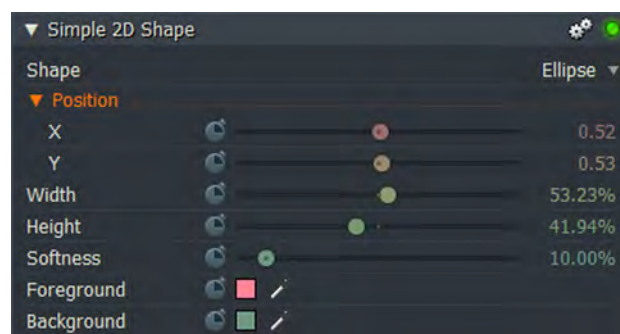 Simple 2D Shape
Shape Ellipse
Position
X 0.52
Y 0.53
Width 53.23%
Height 41.94%
Softness 10.00%
Foreground
Background